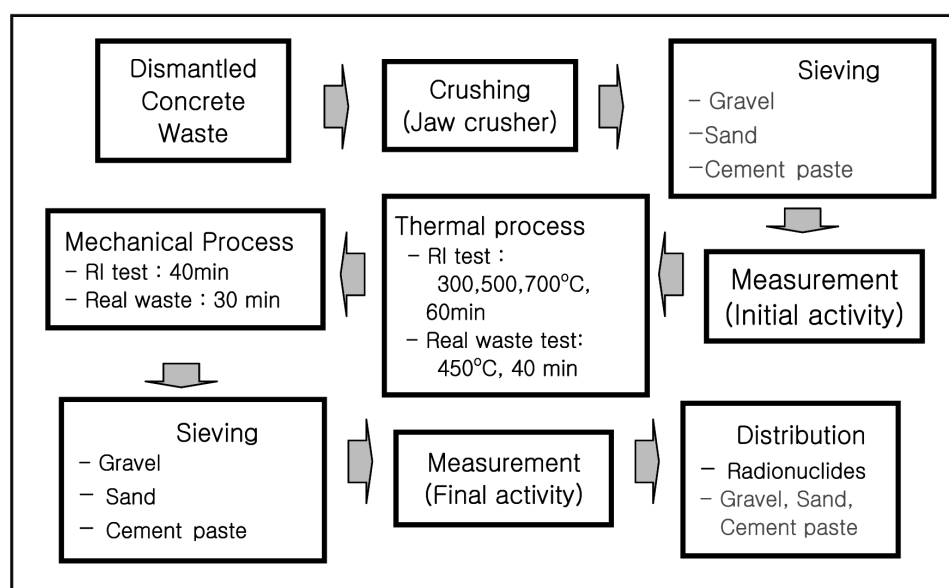 Dismantled
Concrete
Waste
Crushing
(Jaw crusher)
Sieving
- Gravel
-Sand
-Cement paste
Measurement
(Initial activity)
Thermal process
- RI test :
300,500,700°C,
60min
- Real waste test:
450°C, 40 min
Mechanical Process
- RI test : 40min
- Real waste : 30 min
Sieving
- Gravel
- Sand
- Cement paste
Measurement
(Final activity)
Distribution
- Radionuclides
- Gravel, Sand,
Cement paste